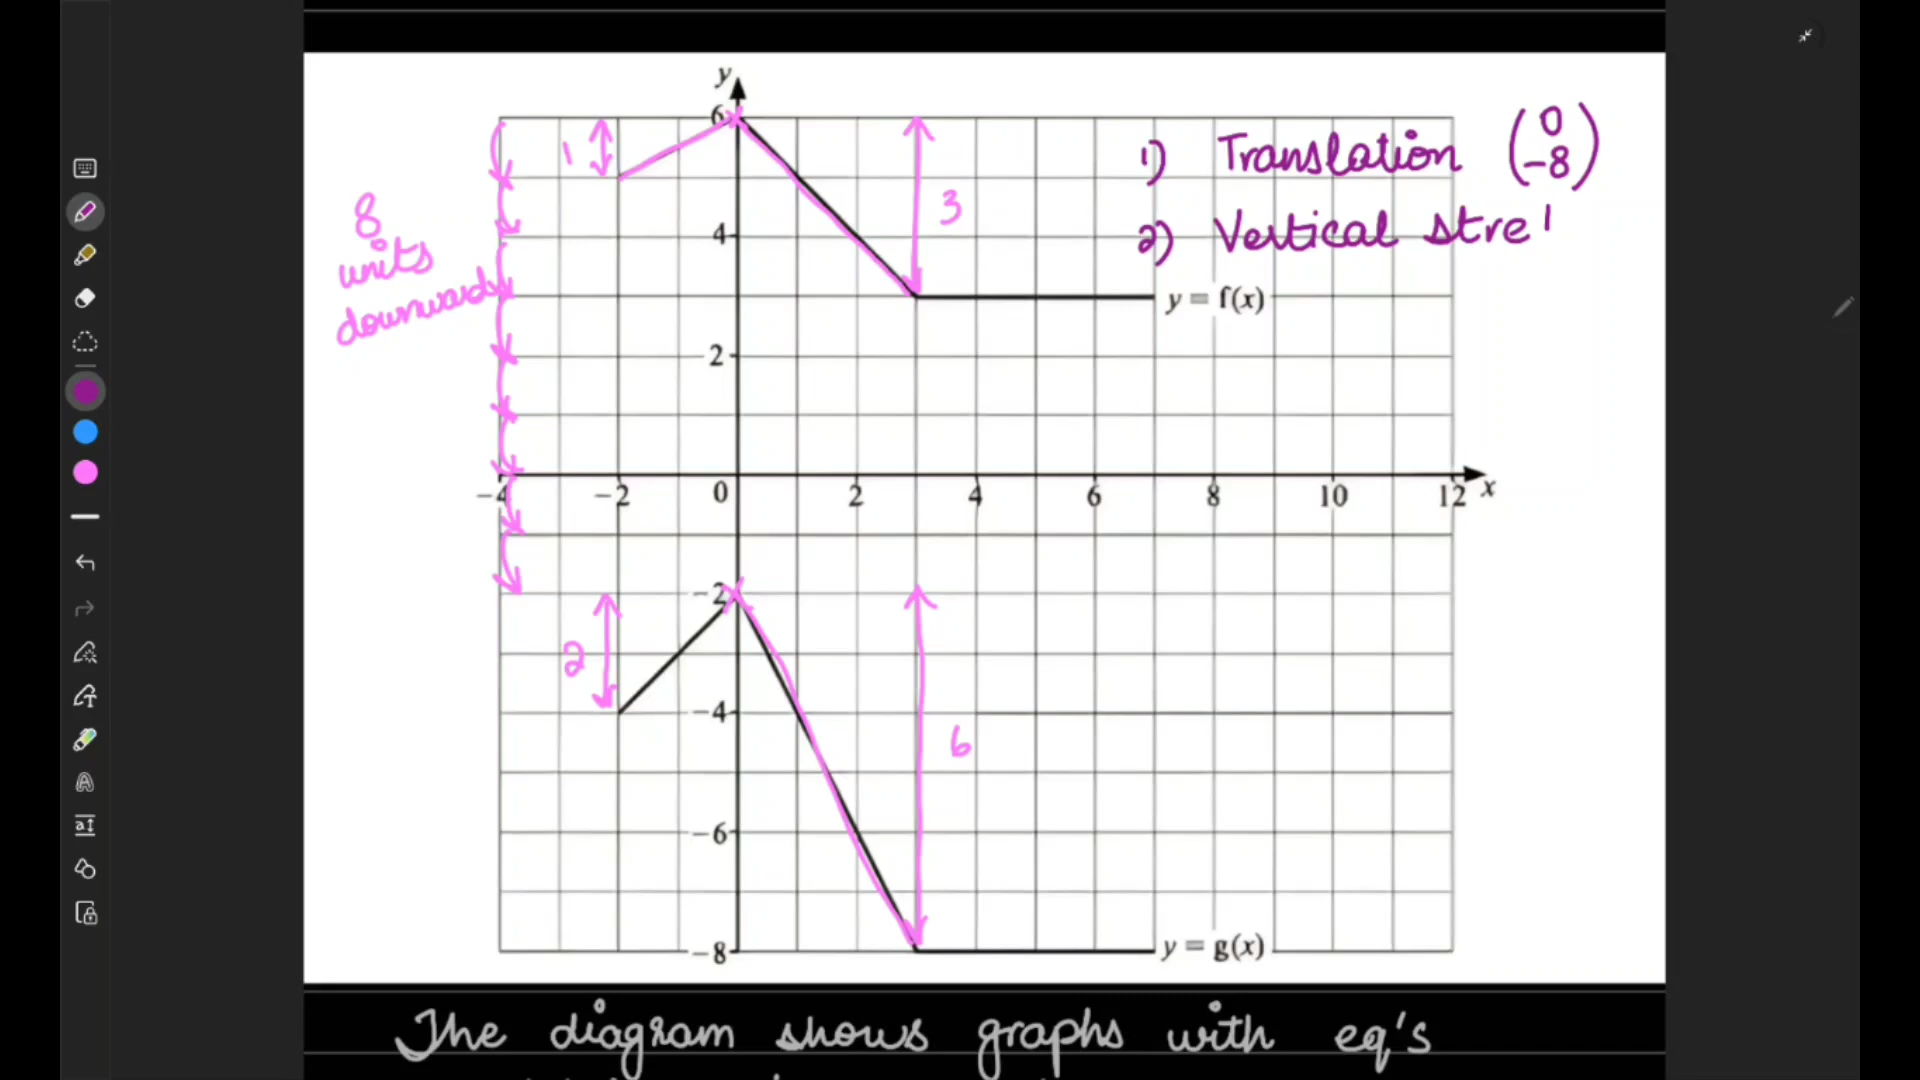 y
6
1) Translation (0 -8)
1
3
8
units
downwards
2) Vertical stre
4
y = f(x)
2
-4 -2 0 2 4 6 8 10 12 x
-2
2
-4
6
-6
-8
y = g(x)
The diagram shows graphs with eq's